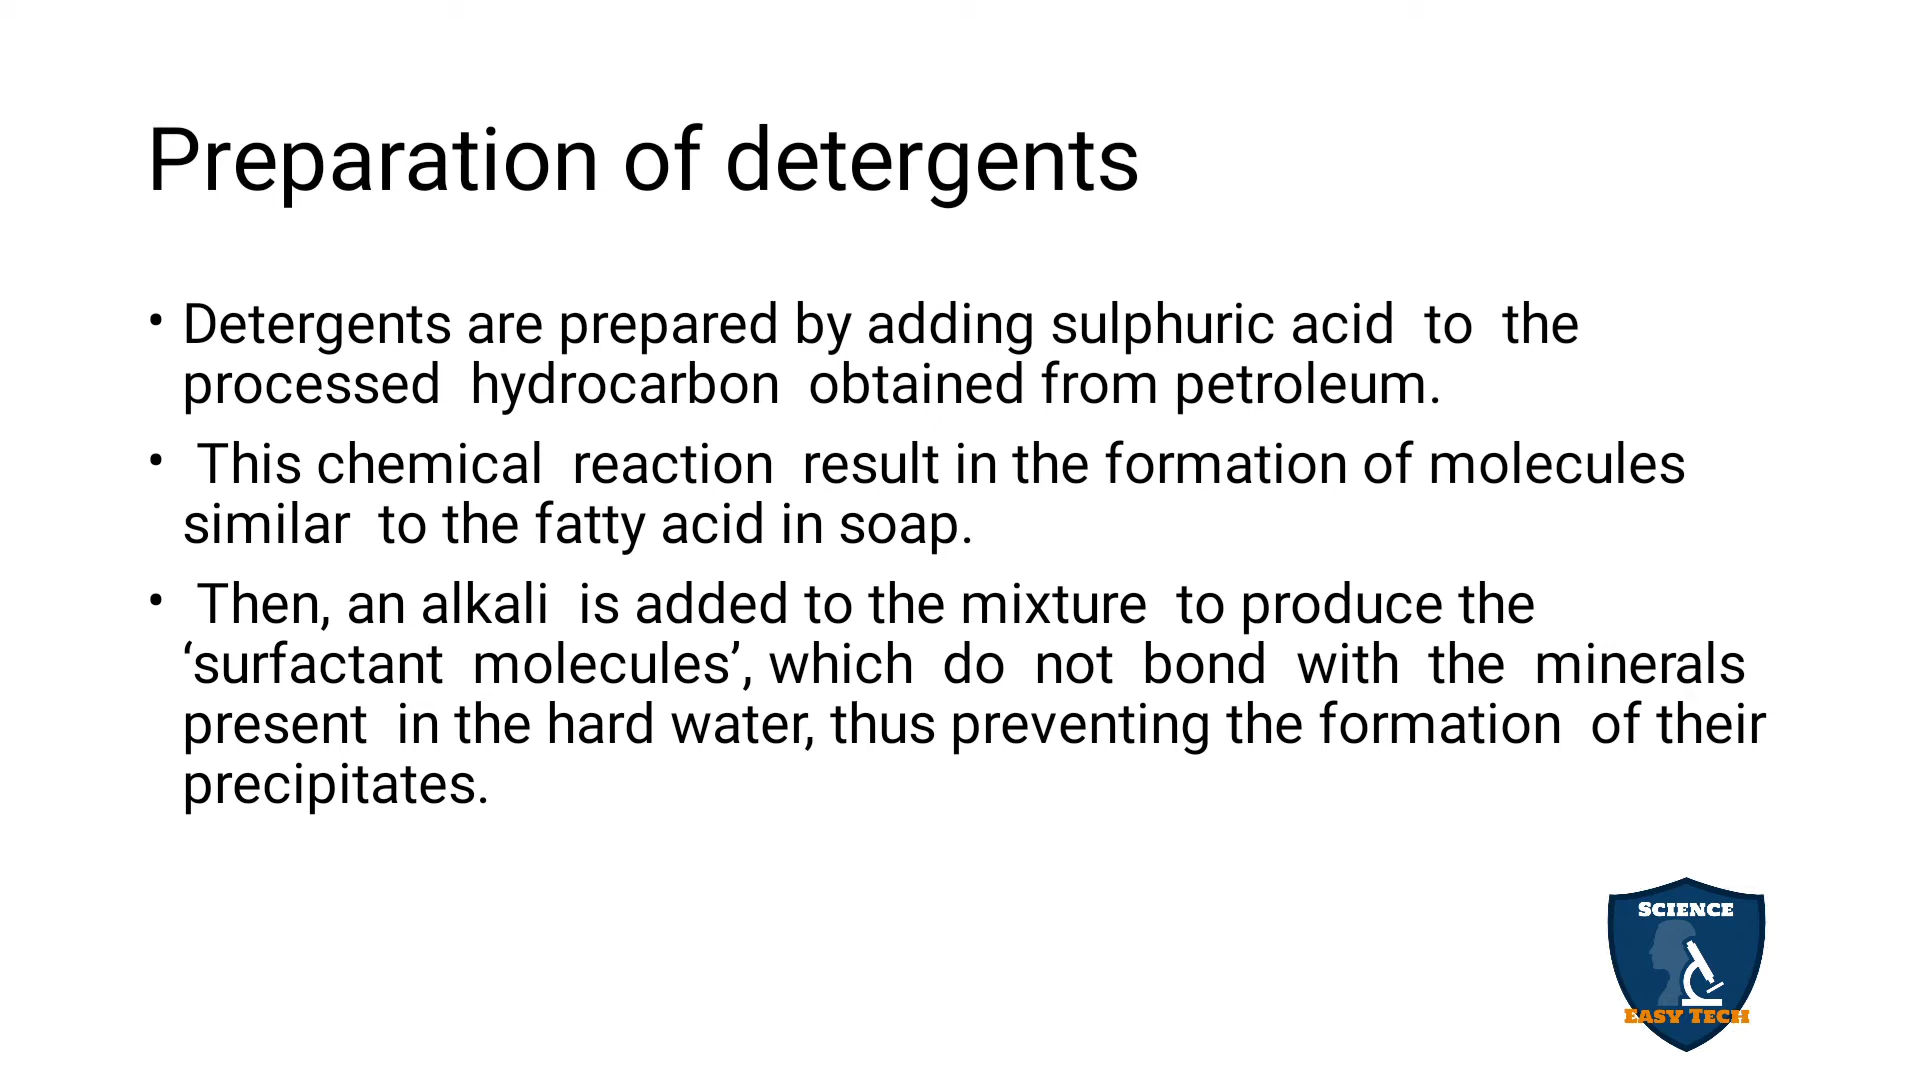 Preparation of detergents
• Detergents are prepared by adding sulphuric acid  to  the
processed  hydrocarbon  obtained from petroleum.
•  This chemical  reaction  result in the formation of molecules
similar  to the fatty acid in soap.
•  Then, an alkali  is added to the mixture  to produce the
‘surfactant  molecules’, which  do  not  bond  with  the  minerals
present  in the hard water, thus preventing the formation  of their
precipitates.
SCIENCE
EASY TECH